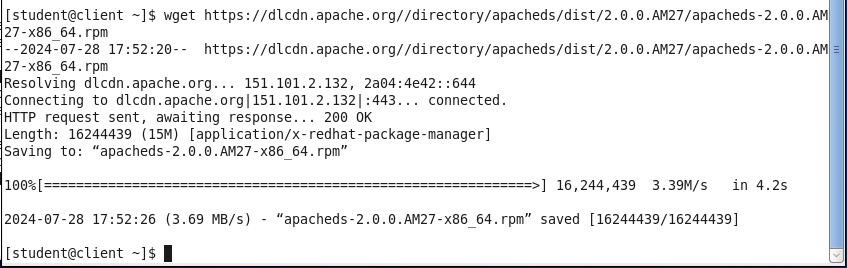 [student@client ~]$ wget https://dlcdn.apache.org//directory/apacheds/dist/2.0.0.AM27/apacheds-2.0.0.AM
27-x86_64.rpm
--2024-07-28 17:52:20--  https://dlcdn.apache.org//directory/apacheds/dist/2.0.0.AM27/apacheds-2.0.0.AM
27-x86_64.rpm
Resolving dlcdn.apache.org... 151.101.2.132, 2a04:4e42::644
Connecting to dlcdn.apache.org|151.101.2.132|:443... connected.
HTTP request sent, awaiting response... 200 OK
Length: 16244439 (15M) [application/x-redhat-package-manager]
Saving to: “apacheds-2.0.0.AM27-x86_64.rpm”
100%[=============================================================>] 16,244,439  3.39M/s   in 4.2s
2024-07-28 17:52:26 (3.69 MB/s) - “apacheds-2.0.0.AM27-x86_64.rpm” saved [16244439/16244439]
[student@client ~]$